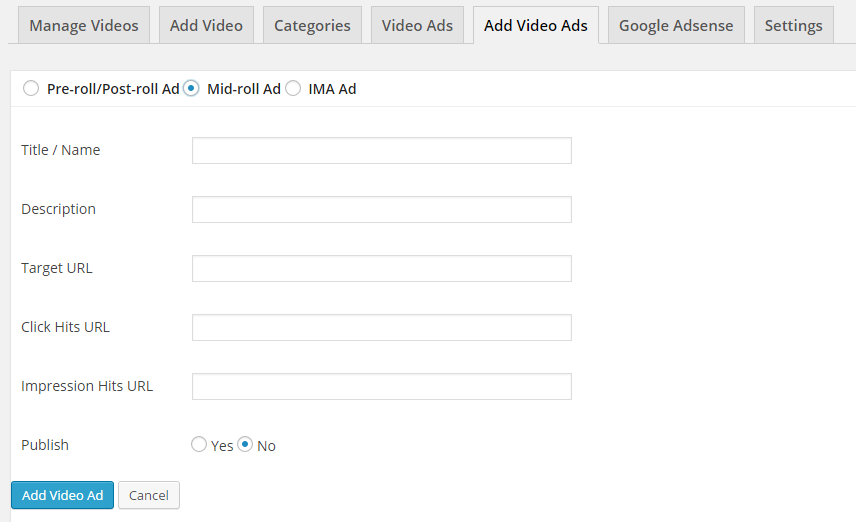 Manage Videos Add Video Categories Video Ads Add Video Ads Google Adsense Settings
Pre-roll/Post-roll Ad Mid-roll Ad IMA Ad
Title / Name
Description
Target URL
Click Hits URL
Impression Hits URL
Publish Yes No
Add Video Ad Cancel